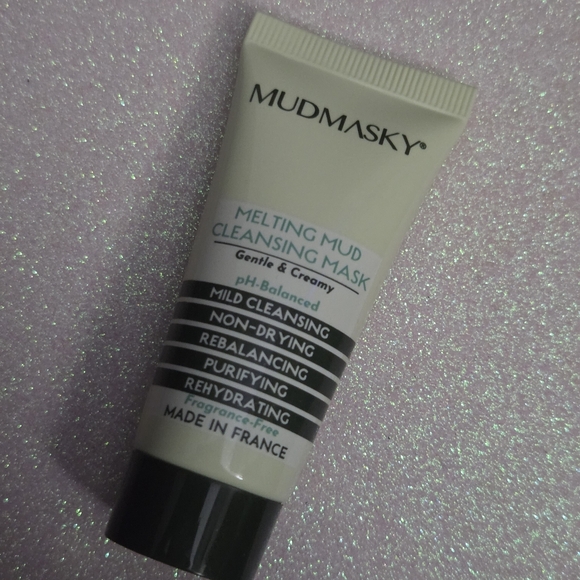 MUDMASKY®
MELTING MUD
CLEANSING MASK
Gentle & Creamy
pH-Balanced
MILD CLEANSING
NON-DRYING
REBALANCING
PURIFYING
REHYDRATING
Fragrance-Free
MADE IN FRANCE